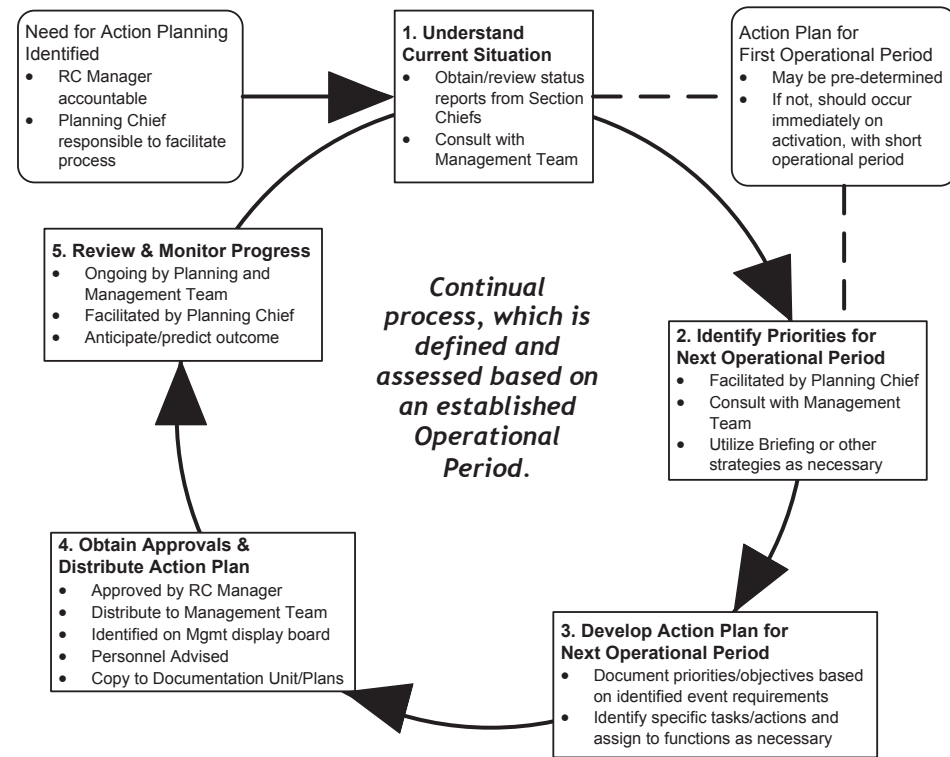 Need for Action Planning
Identified
• RC Manager
accountable
• Planning Chief
responsible to facilitate
process
1. Understand
Current Situation
• Obtain/review status
reports from Section
Chiefs
• Consult with
Management Team
Action Plan for
First Operational Period
• May be pre-determined
• If not, should occur
immediately on
activation, with short
operational period
5. Review & Monitor Progress
• Ongoing by Planning and
Management Team
• Facilitated by Planning Chief
• Anticipate/predict outcome
Continual
process, which is
defined and
assessed based on
an established
Operational
Period.
2. Identify Priorities for
Next Operational Period
• Facilitated by Planning Chief
• Consult with Management
Team
• Utilize Briefing or other
strategies as necessary
4. Obtain Approvals &
Distribute Action Plan
• Approved by RC Manager
• Distribute to Management Team
• Identified on Mgmt display board
• Personnel Advised
• Copy to Documentation Unit/Plans
3. Develop Action Plan for
Next Operational Period
• Document priorities/objectives based
on identified event requirements
• Identify specific tasks/actions and
assign to functions as necessary